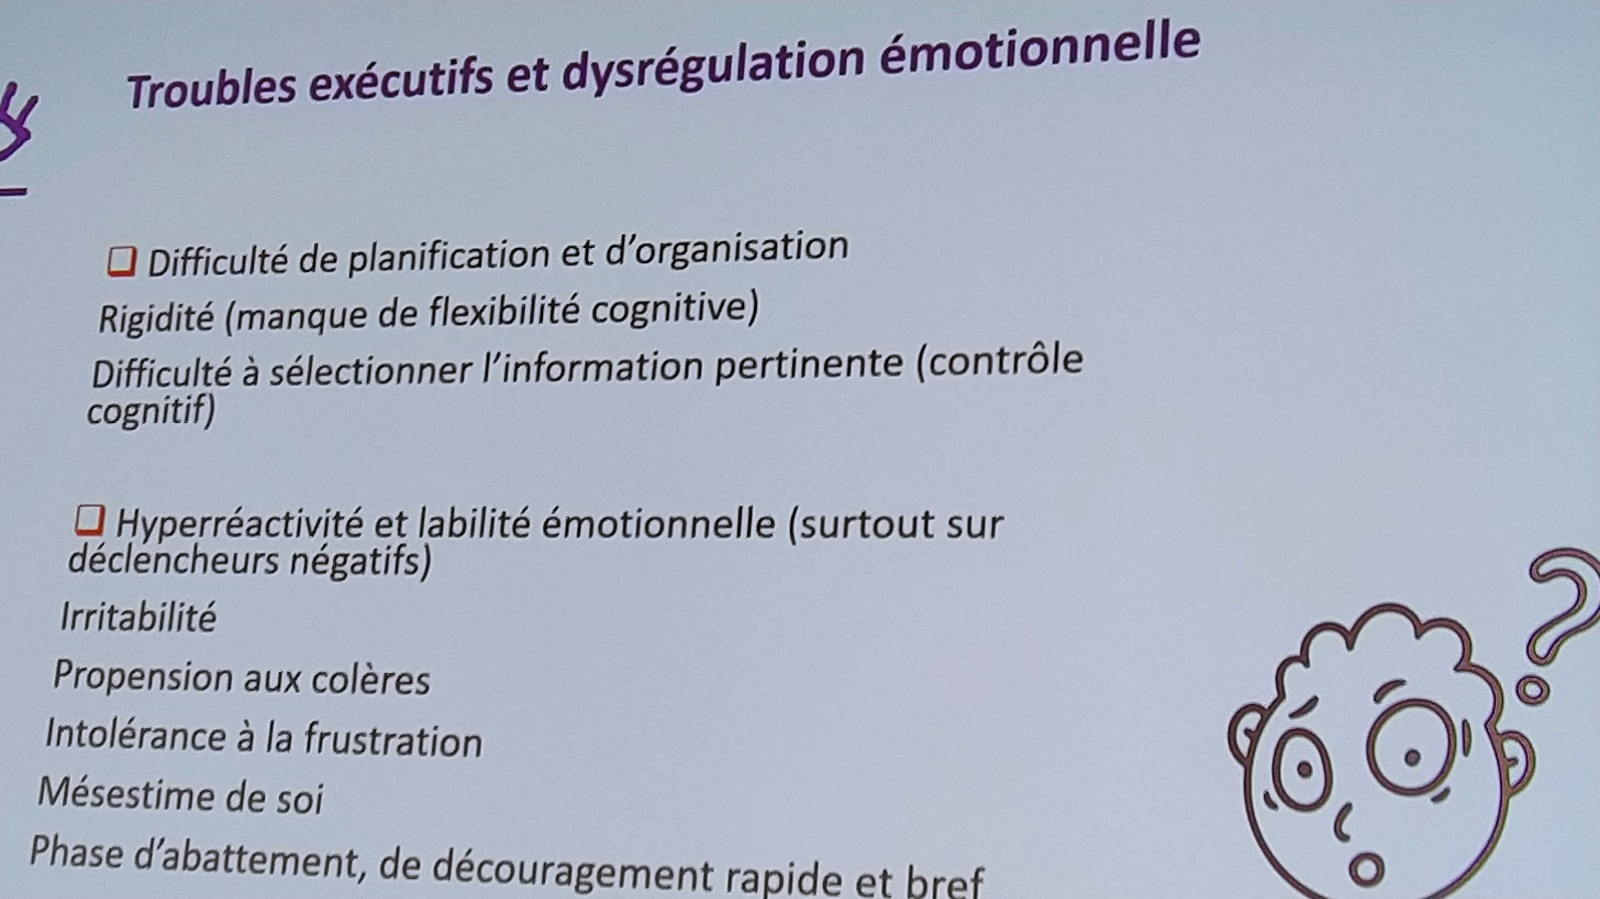 Troubles exécutifs et dysrégulation émotionnelle
❑ Difficulté de planification et d’organisation
Rigidité (manque de flexibilité cognitive)
Difficulté à sélectionner l’information pertinente (contrôle
cognitif)
❑ Hyperréactivité et labilité émotionnelle (surtout sur
déclencheurs négatifs)
Irritabilité
Propension aux colères
Intolérance à la frustration
Mésestime de soi
Phase d’abattement, de découragement rapide et bref
?